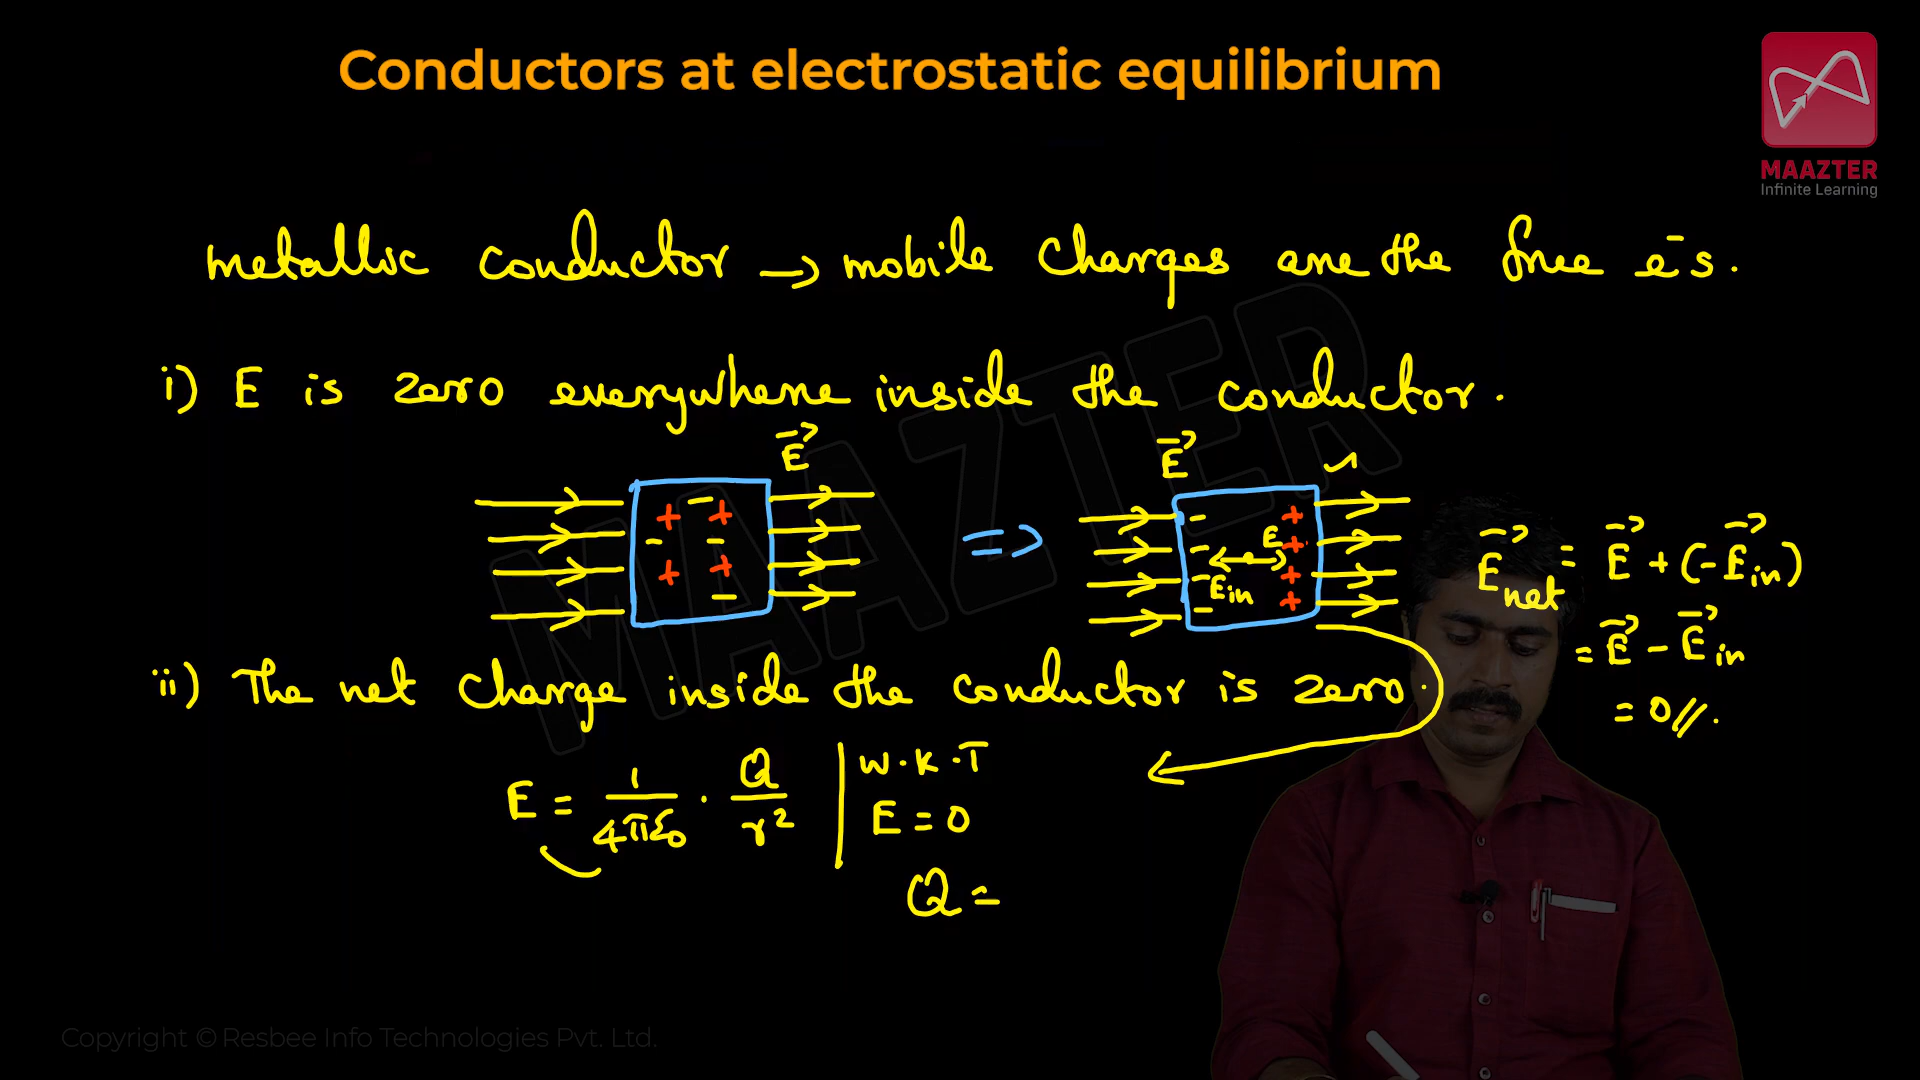 Conductors at electrostatic equilibrium
MAAZTER
Infinite Learning
metallic conductor → mobile charges are the free e⁻s.
i) E is zero everywhere inside the conductor.
E⃗ E⃗
+ - + - - + + - ⇒ - - - - + + + + E Ein
E⃗net = E⃗ + (-E⃗in)
= E⃗ - E⃗in
= 0//.
ii) The net charge inside the conductor is zero.
E = 1/4πε₀ · Q/r² | W.K.T
E = 0
Q =
MAAZTER
Copyright © Resbee Info Technologies Pvt. Ltd.